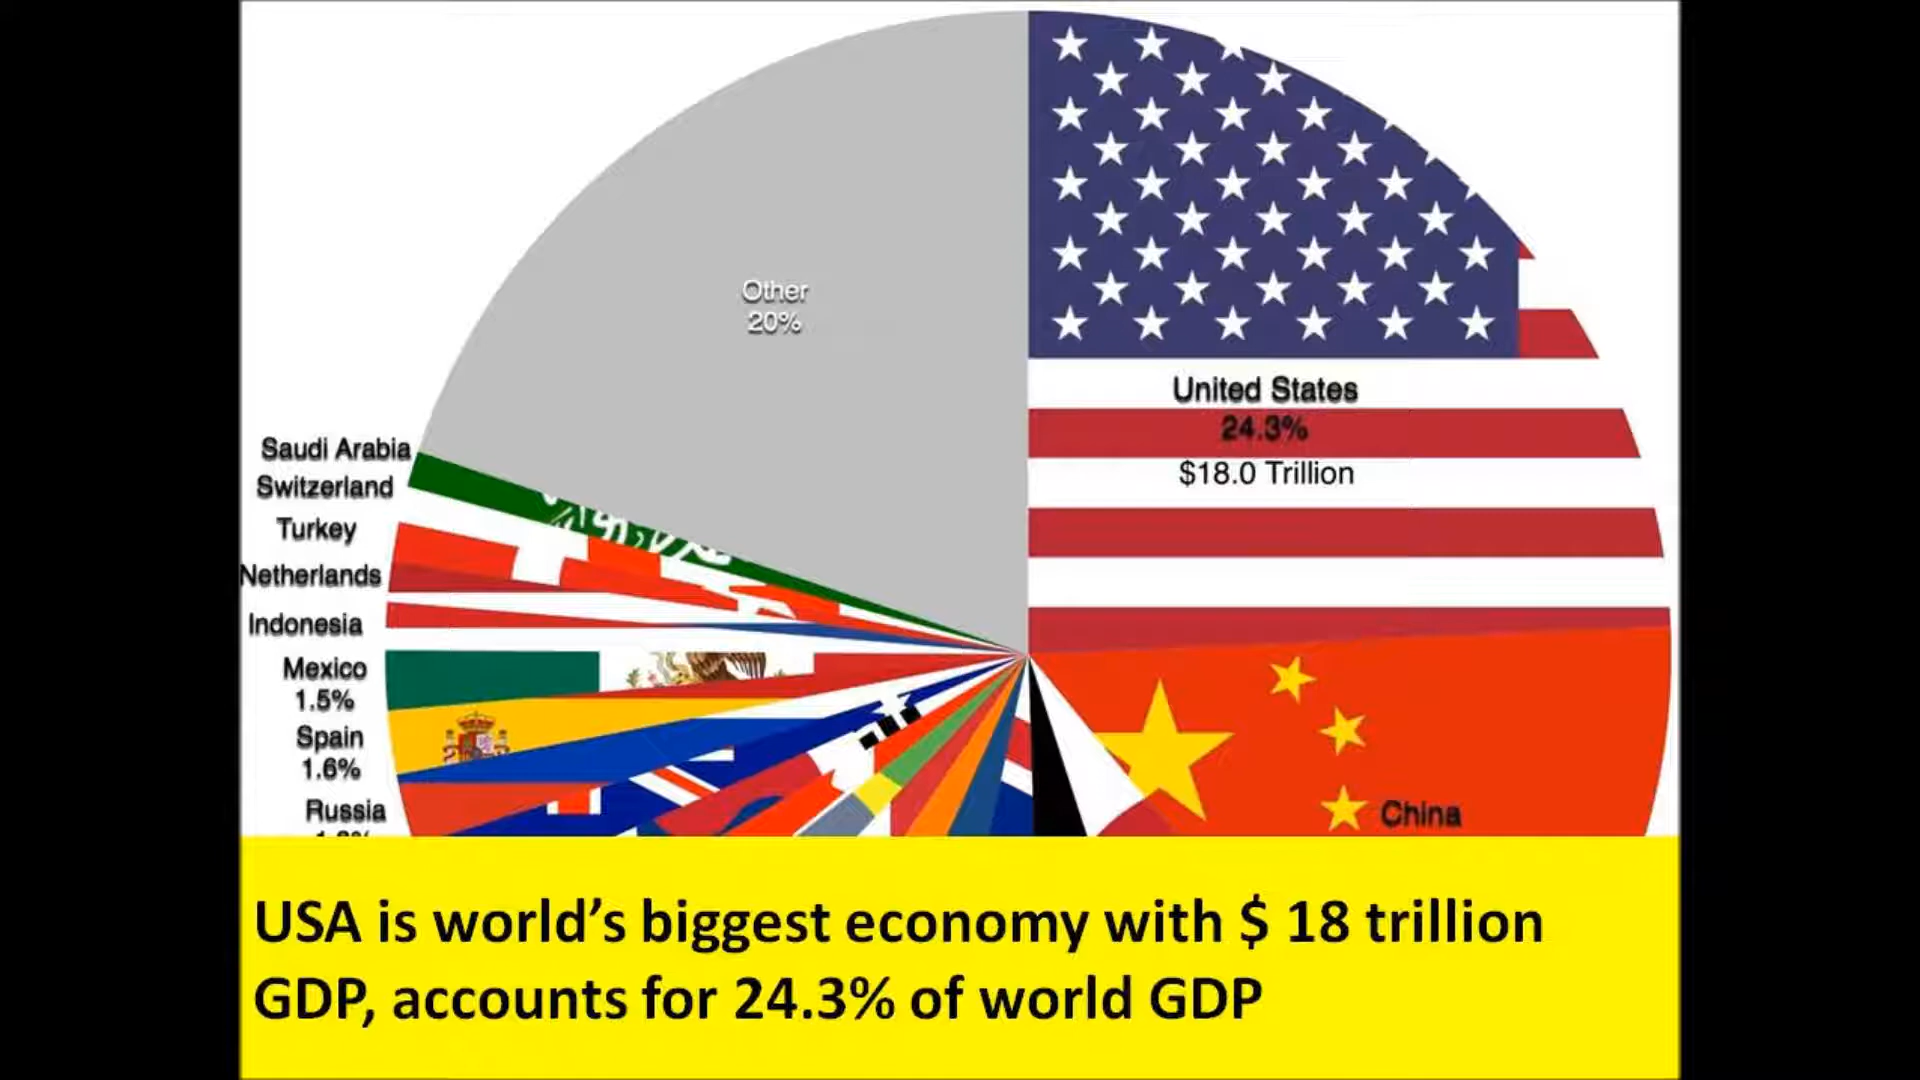 Other
20%
United States
24.3%
$18.0 Trillion
Saudi Arabia
Switzerland
Turkey
Netherlands
Indonesia
Mexico
1.5%
Spain
1.6%
Russia
China
USA is world’s biggest economy with $ 18 trillion
GDP, accounts for 24.3% of world GDP